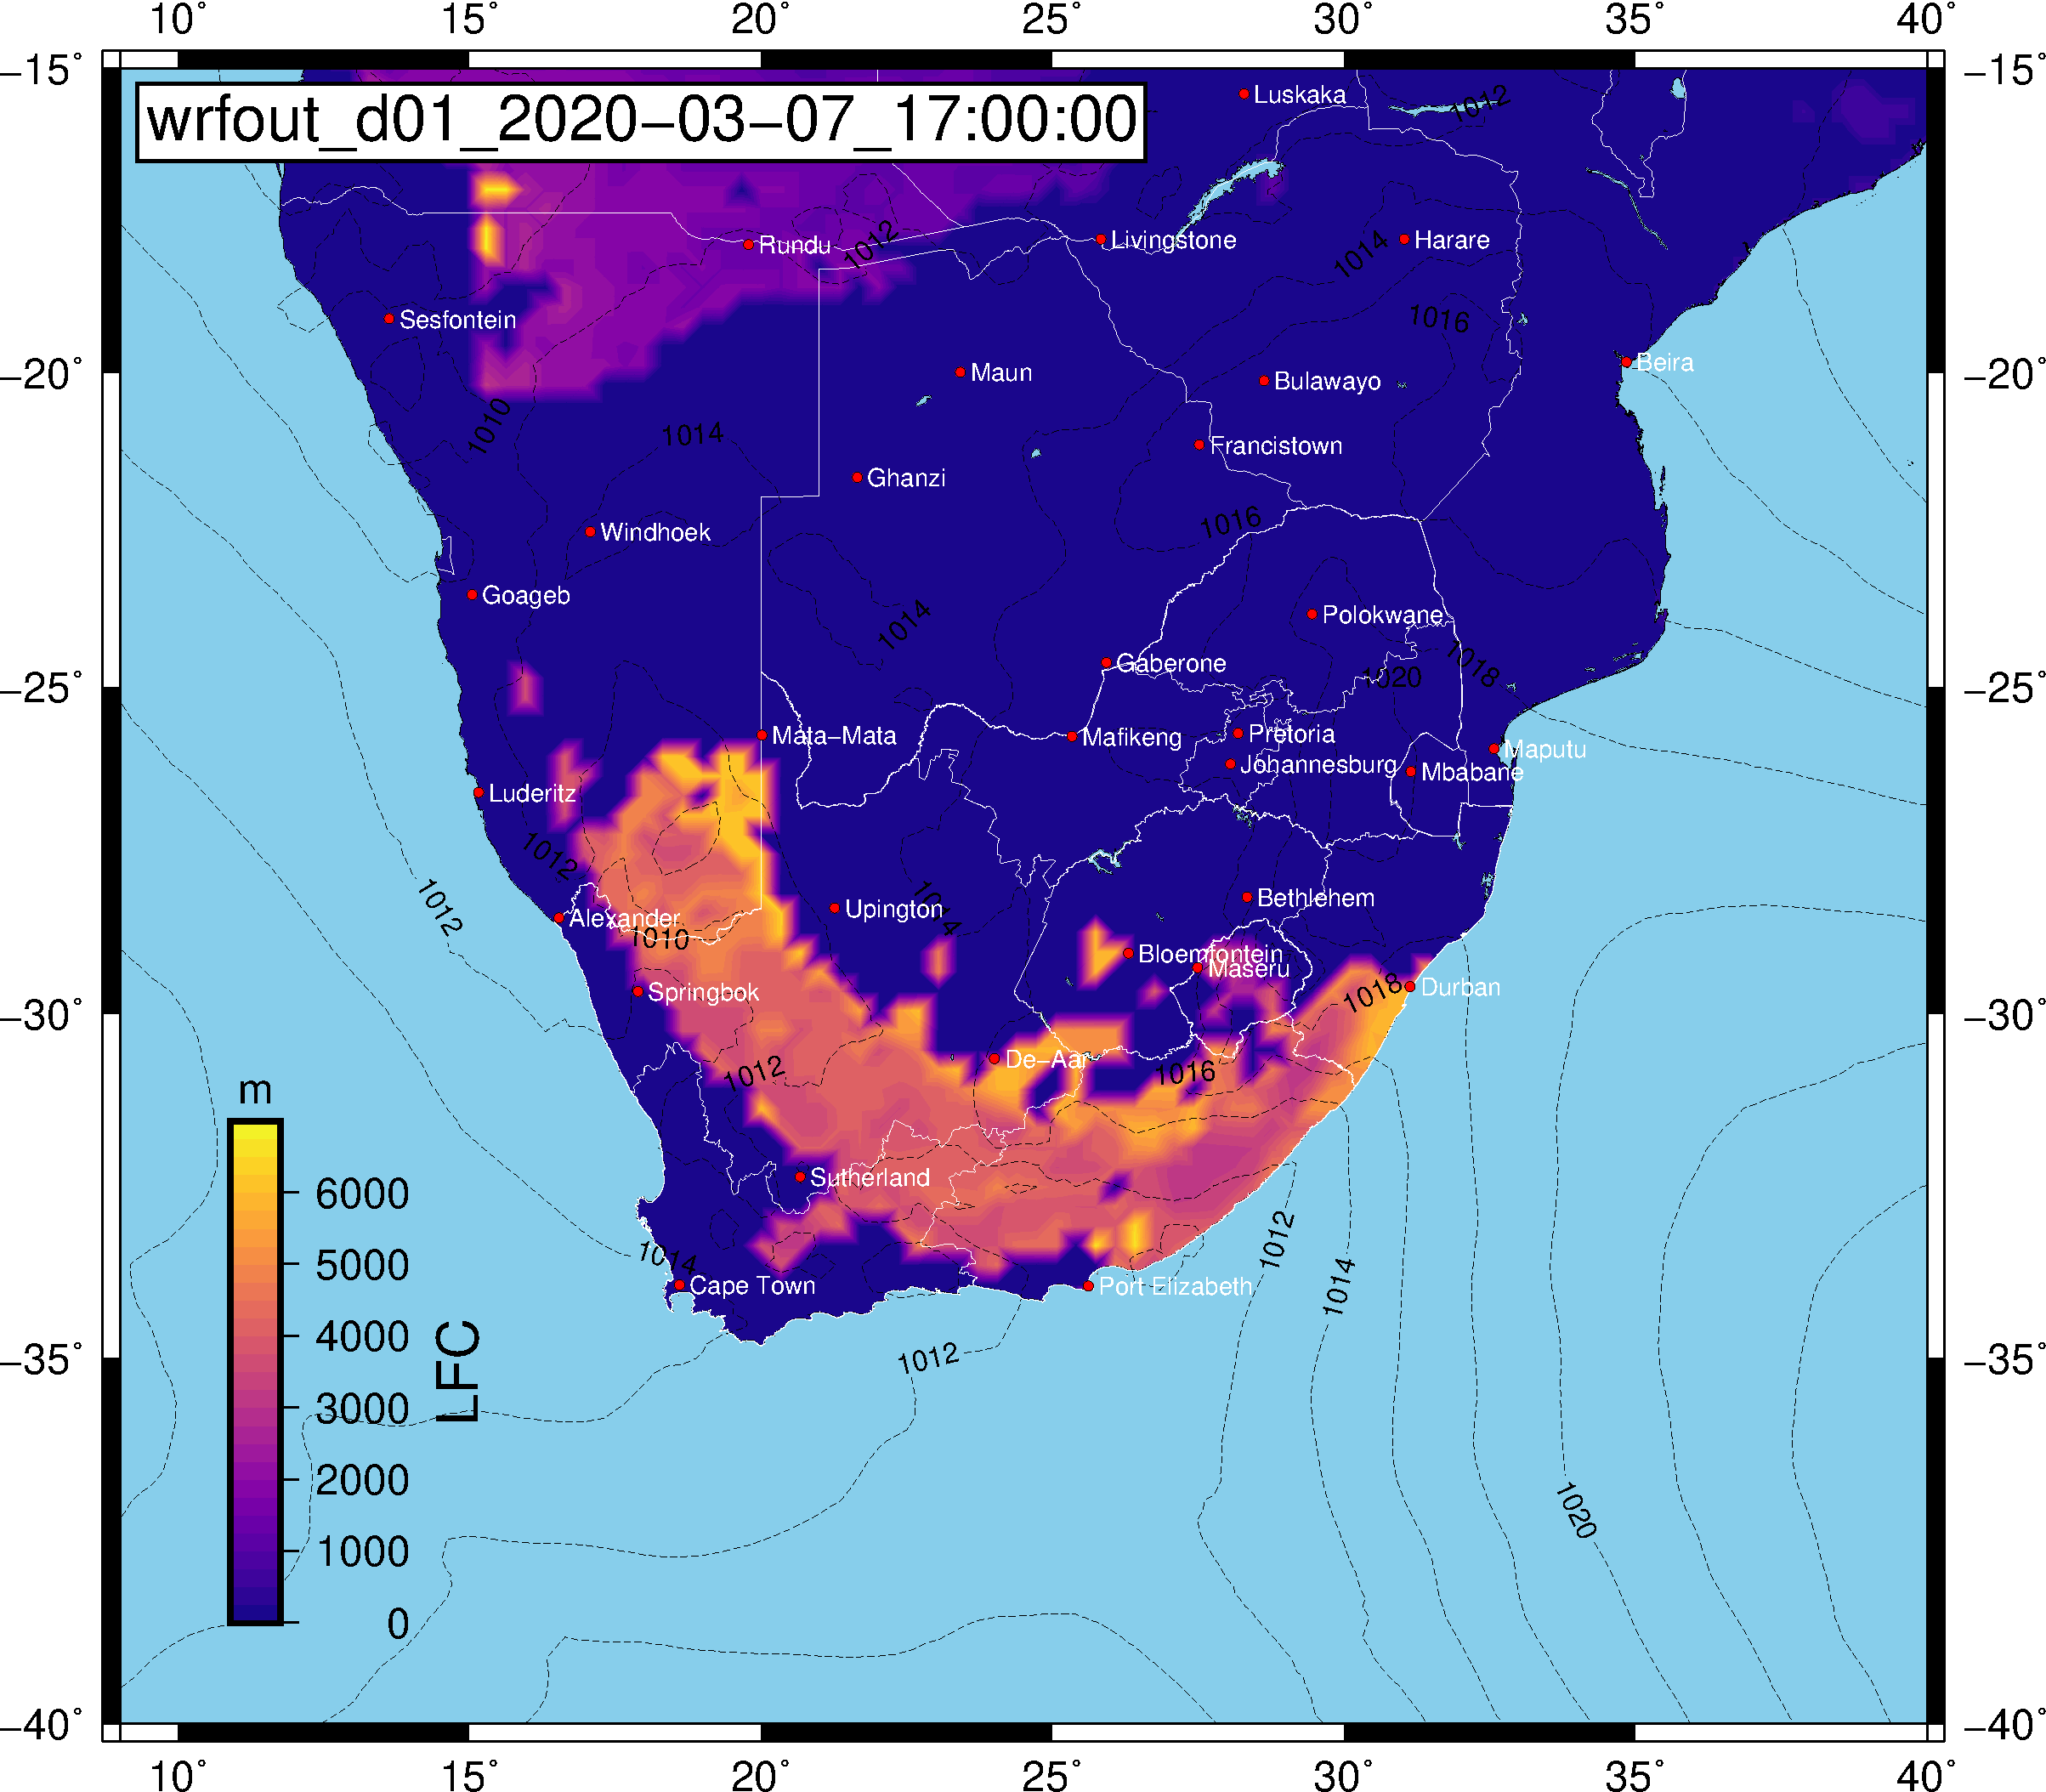 10° 15° 20° 25° 30° 35° 40°
−15° −15°
wrfout_d01_2020−03−07_17:00:00
Luskaka
1012
Rundu
1012
Livingstone
1014
Harare
Sesfontein
1016
Beira
−20° −20°
Maun
Bulawayo
1010
1014
Francistown
Ghanzi
1016
Windhoek
Goageb
1014
Polokwane
Gaberone
1018
1020
−25° −25°
Mata−Mata
Mafikeng
Pretoria
Maputu
Johannesburg
Mbabane
Luderitz
1012
1012
1014
Upington
Bethlehem
Alexander
1010
Bloemfontein
Maseru
Springbok
1018
Durban
−30° −30°
De−Aar
1012
1016
m
Sutherland
6000
1012
1014
5000
Cape Town
Port Elizabeth
1014
4000
1012
−35° −35°
LFC
3000
2000
1020
1000
0
−40° −40°
10° 15° 20° 25° 30° 35° 40°